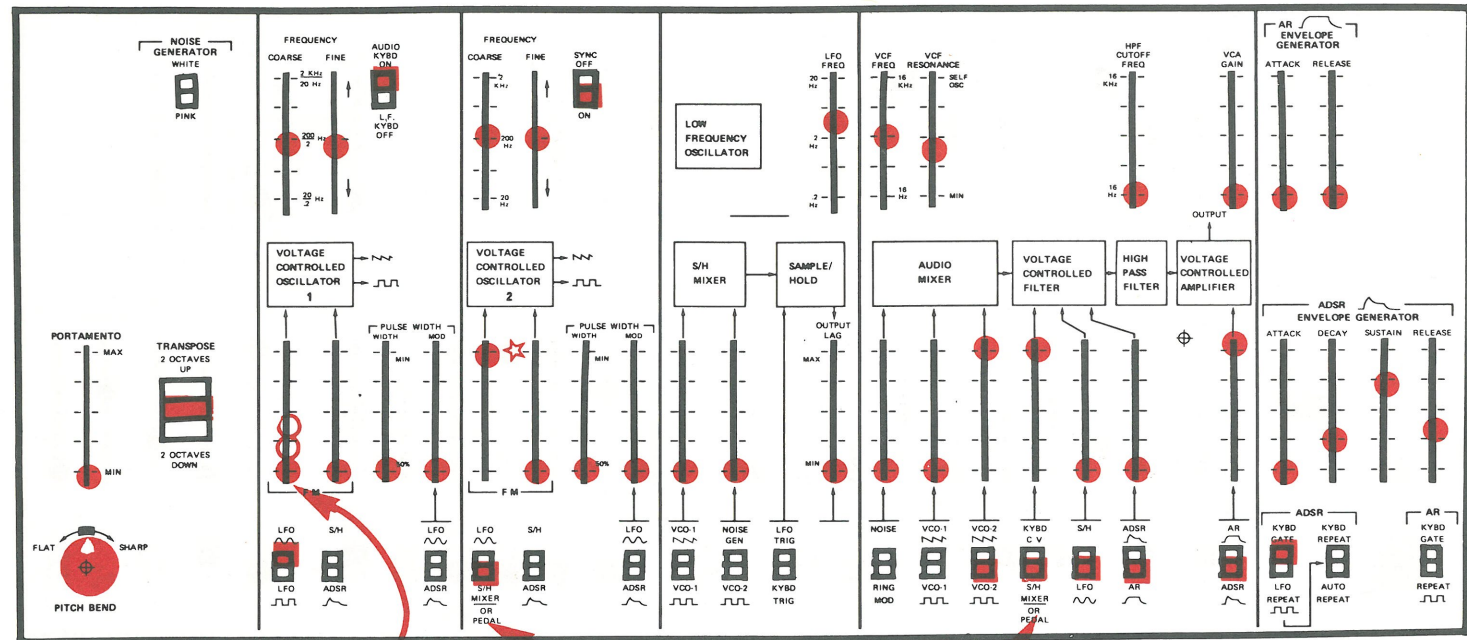 NOISE
GENERATOR
WHITE
PINK
PORTAMENTO
MAX
MIN
TRANSPOSE
2 OCTAVES
UP
2 OCTAVES
DOWN
FLAT
SHARP
PITCH BEND
FREQUENCY
COARSE
FINE
2 KHz
20 Hz
200 Hz
2
20 Hz
.2
AUDIO
KYBD
ON
L.F.
KYBD
OFF
VOLTAGE
CONTROLLED
OSCILLATOR
1
PULSE WIDTH
WIDTH
MOD
MIN
50%
FM
LFO
S/H
LFO
LFO
ADSR
ADSR
FREQUENCY
COARSE
FINE
2
KHz
200
Hz
20
Hz
SYNC
OFF
ON
VOLTAGE
CONTROLLED
OSCILLATOR
2
PULSE WIDTH
WIDTH
MOD
MIN
50%
FM
LFO
S/H
LFO
S/H
MIXER
OR
PEDAL
ADSR
ADSR
LOW
FREQUENCY
OSCILLATOR
LFO
FREQ
20
Hz
2
Hz
.2
Hz
S/H
MIXER
SAMPLE/
HOLD
OUTPUT
LAG
MAX
MIN
VCO-1
NOISE
GEN
LFO
TRIG
VCO-1
VCO-2
KYBD
TRIG
VCF
FREQ
16
KHz
16
Hz
VCF
RESONANCE
SELF
OSC
MIN
HPF
CUTOFF
FREQ
16
KHz
16
Hz
VCA
GAIN
OUTPUT
AUDIO
MIXER
VOLTAGE
CONTROLLED
FILTER
HIGH
PASS
FILTER
VOLTAGE
CONTROLLED
AMPLIFIER
NOISE
VCO-1
VCO-2
KYBD
C V
S/H
ADSR
AR
RING
MOD
VCO-1
VCO-2
S/H
MIXER
OR
PEDAL
LFO
AR
ADSR
AR
ENVELOPE
GENERATOR
ATTACK
RELEASE
ADSR
ENVELOPE GENERATOR
ATTACK
DECAY
SUSTAIN
RELEASE
ADSR
KYBD
GATE
KYBD
REPEAT
LFO
REPEAT
AUTO
REPEAT
AR
KYBD
GATE
REPEAT